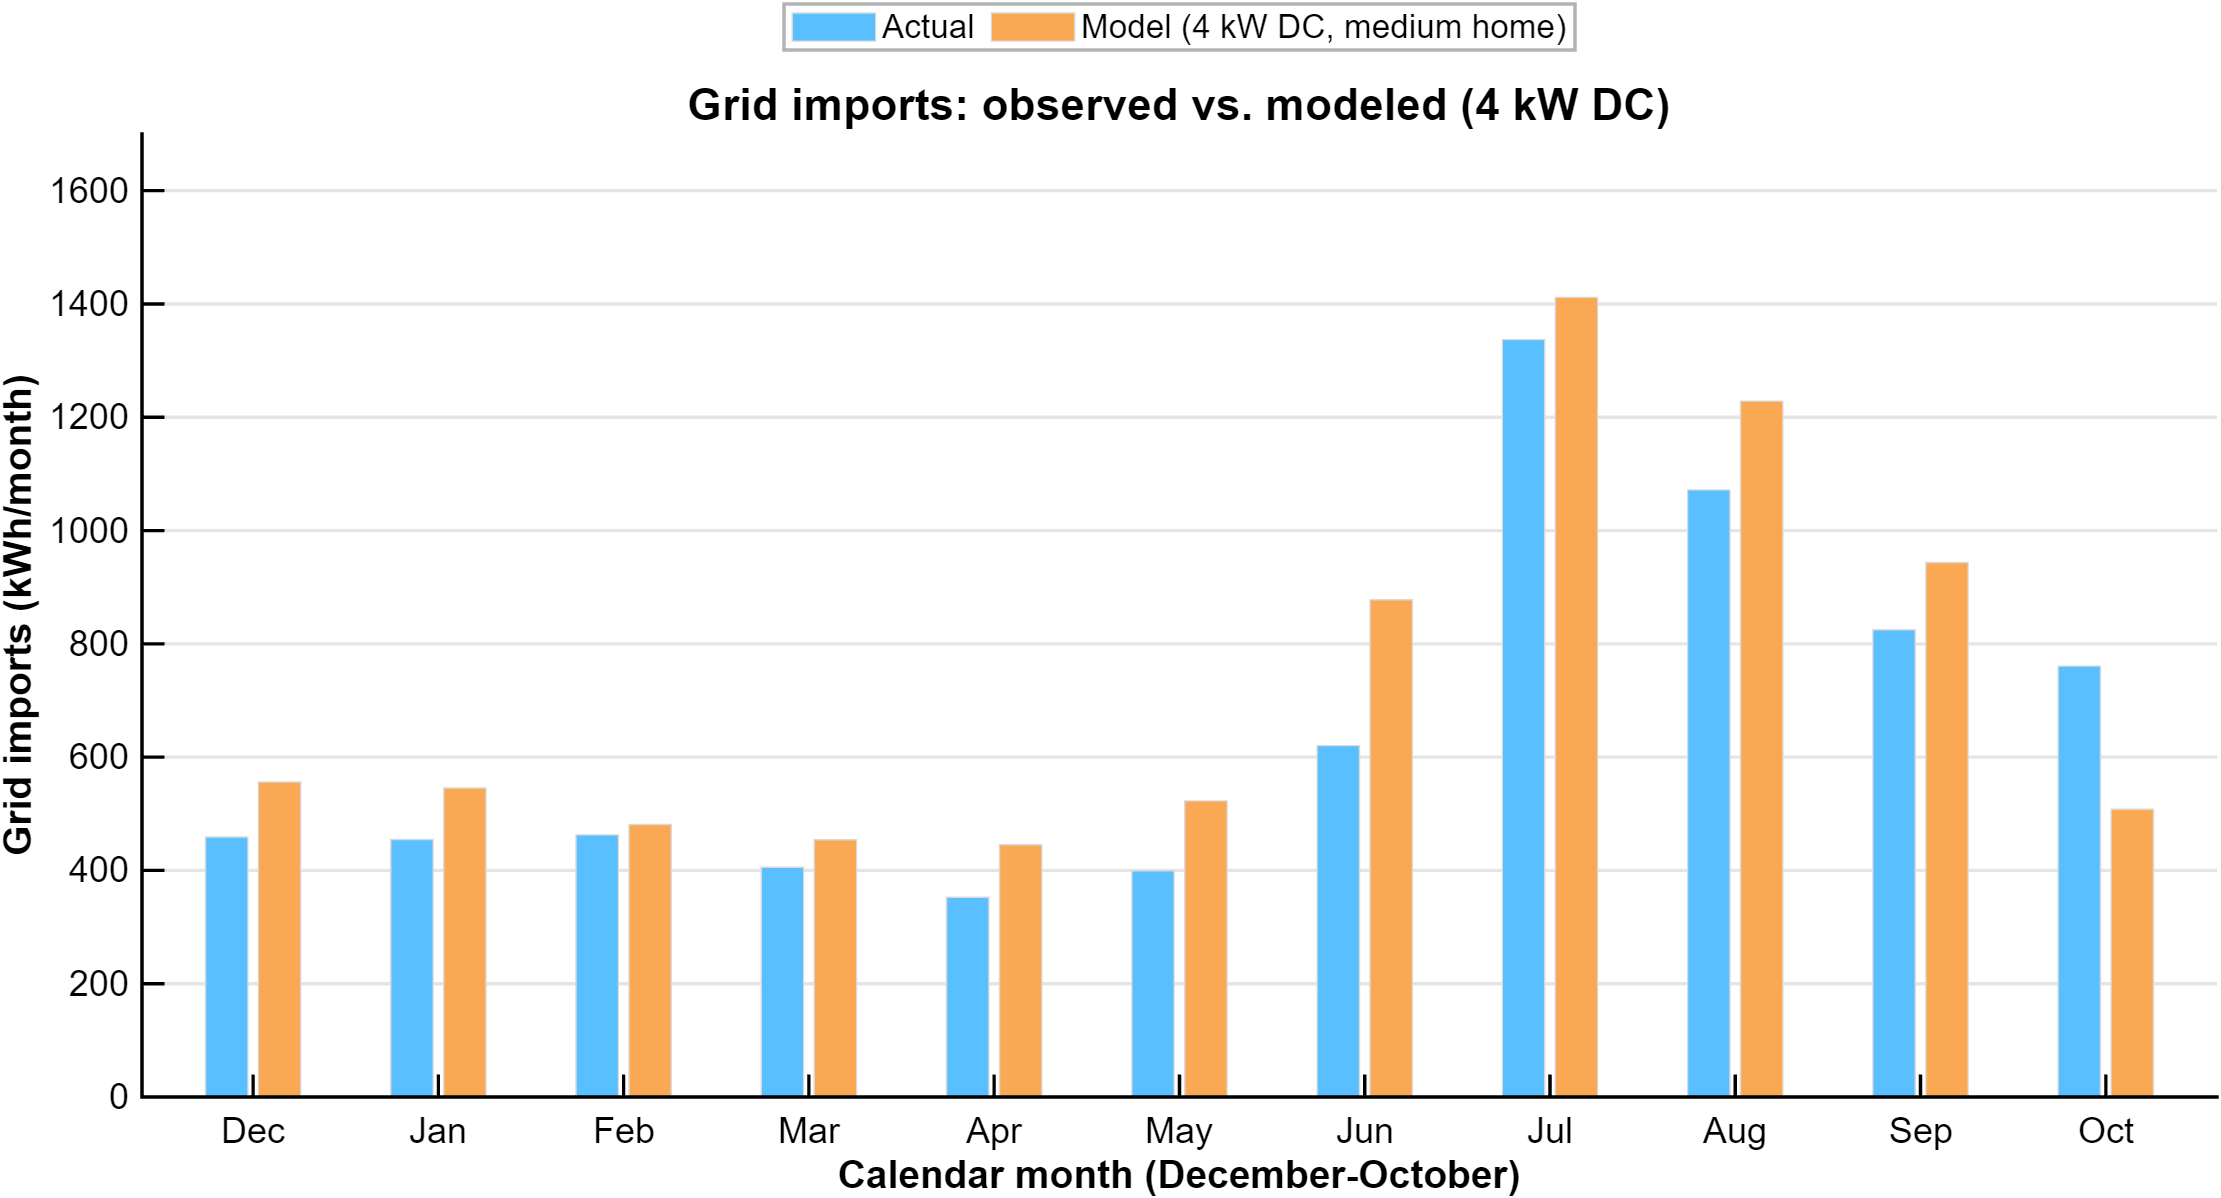 Actual Model (4 kW DC, medium home)
Grid imports: observed vs. modeled (4 kW DC)
Grid imports (kWh/month)
1600
1400
1200
1000
800
600
400
200
0
Dec Jan Feb Mar Apr May Jun Jul Aug Sep Oct
Calendar month (December-October)